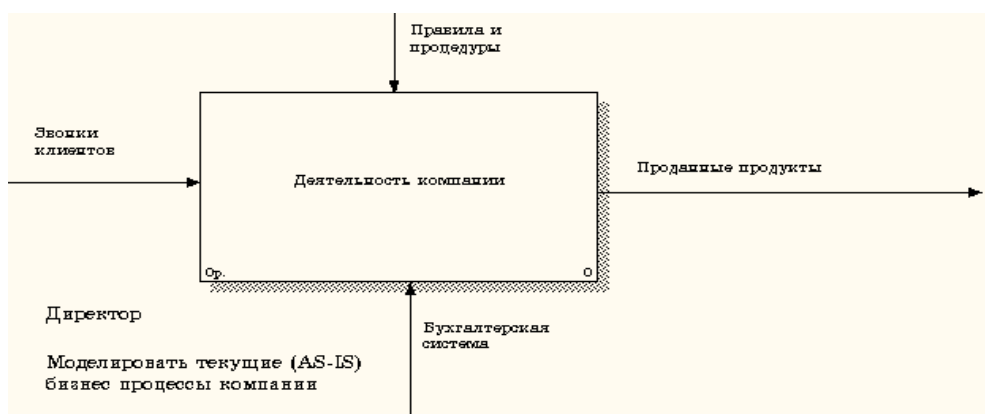 Правила и
процедуры
Звонки
клиентов
Деятельность компании
Проданные продукты
0р.
0
Директор
Бухгалтерская
система
Моделировать текущие (AS-IS)
бизнес процессы компании